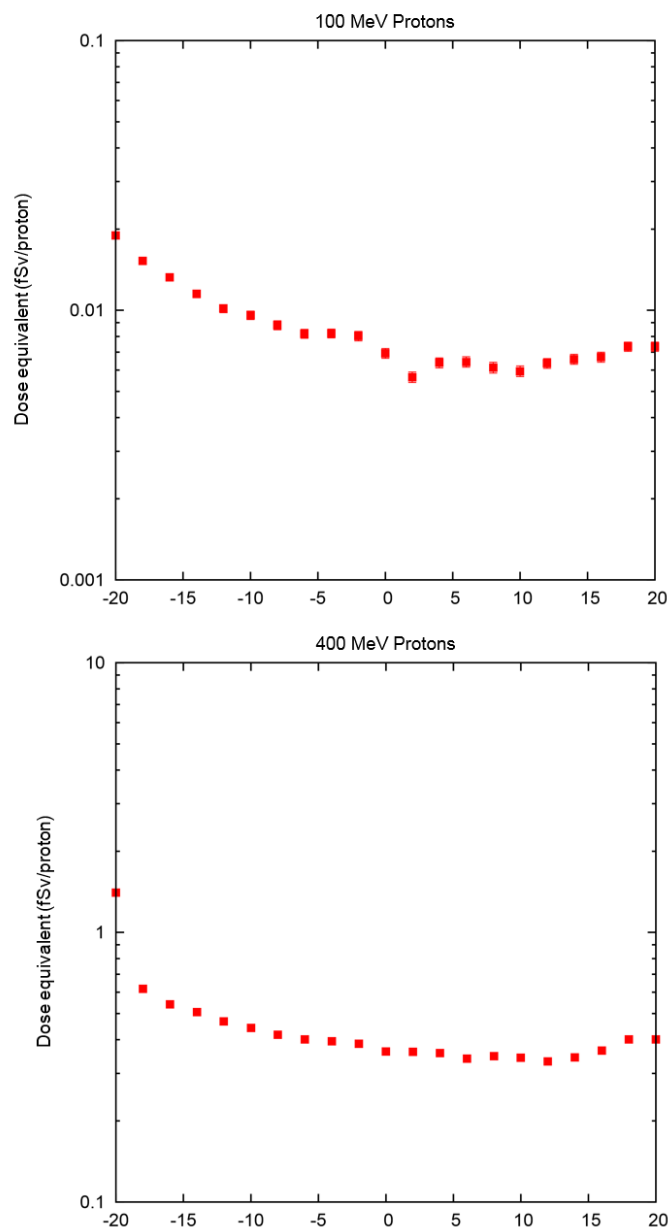 100 MeV Protons
0.1
0.01
0.001
Dose equivalent (fSv/proton)
-20 -15 -10 -5 0 5 10 15 20
400 MeV Protons
10
1
0.1
Dose equivalent (fSv/proton)
-20 -15 -10 -5 0 5 10 15 20